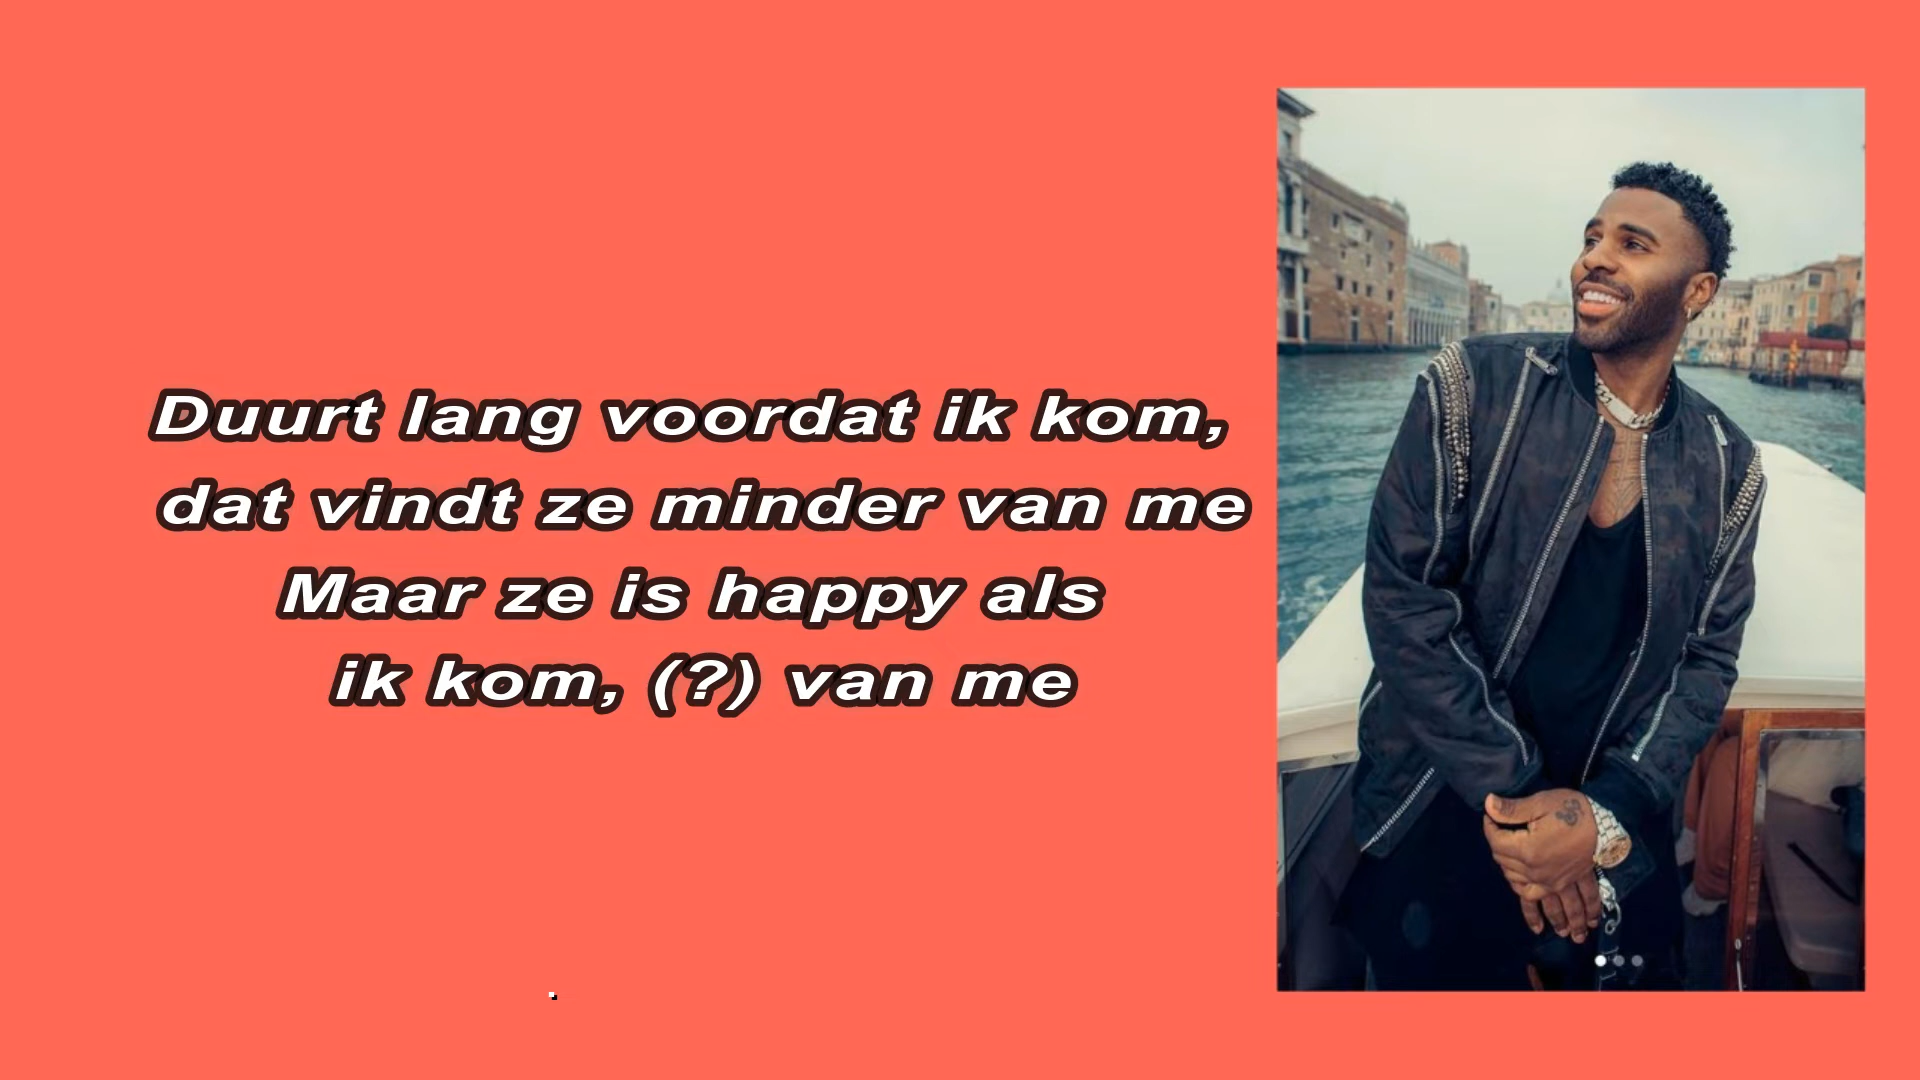 Duurt lang voordat ik kom,
dat vindt ze minder van me
Maar ze is happy als
ik kom, (?) van me